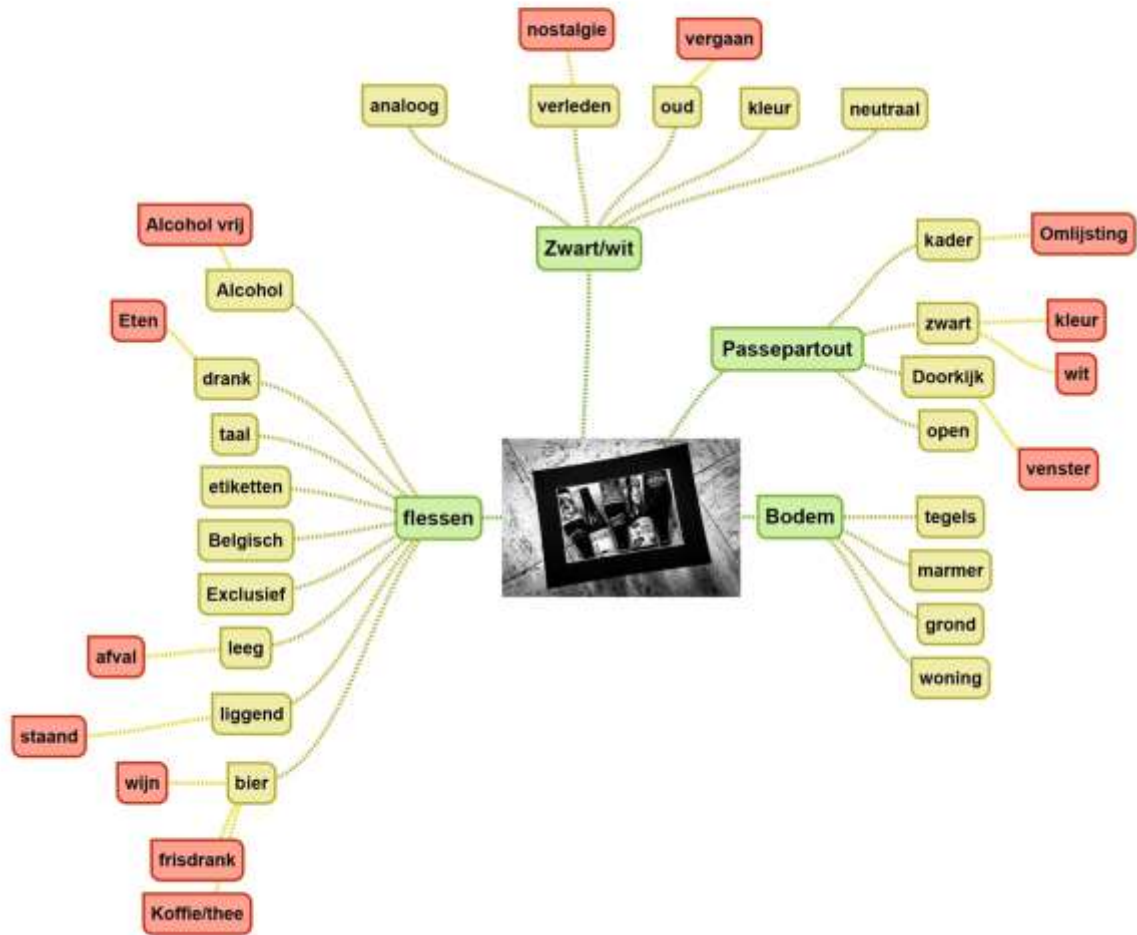 nostalgie
vergaan
analoog
verleden
oud
kleur
neutraal
Zwart/wit
Alcohol vrij
Alcohol
Eten
drank
taal
etiketten
flessen
Belgisch
Exclusief
leeg
afval
liggend
staand
bier
wijn
frisdrank
Koffie/thee
kader
Omlijsting
Passepartout
zwart
kleur
wit
Doorkijk
venster
open
Bodem
tegels
marmer
grond
woning